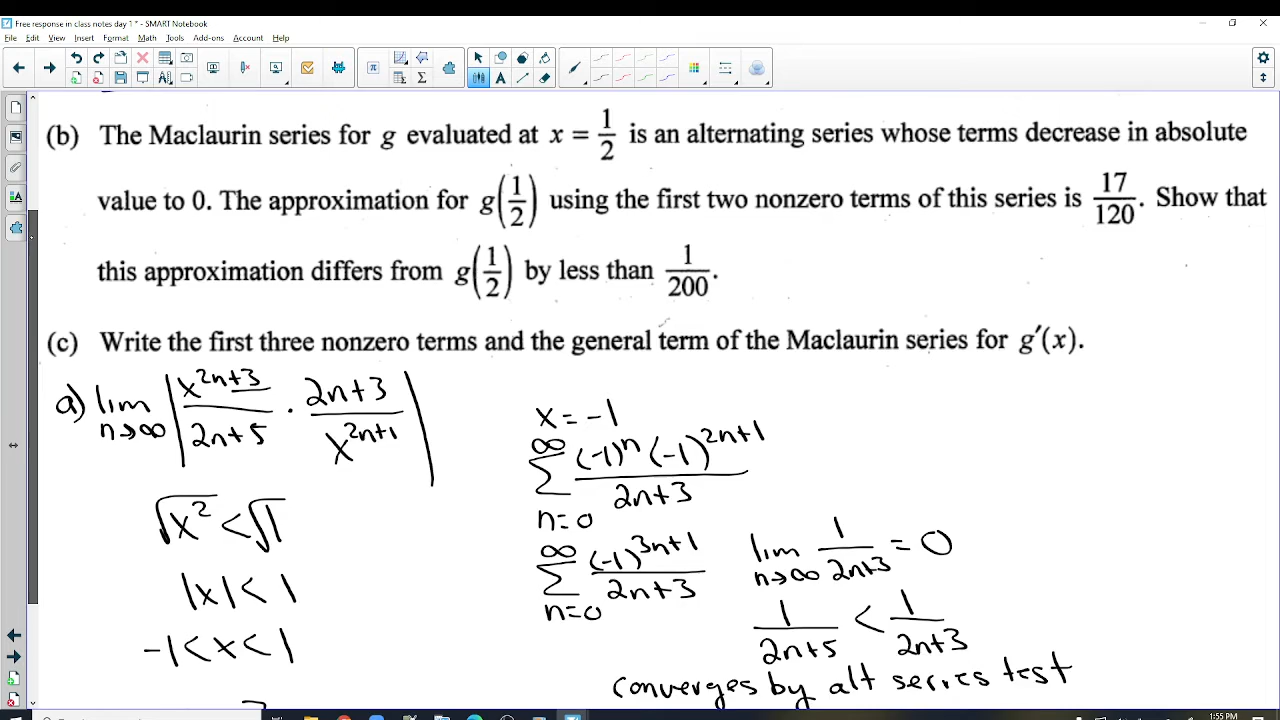 Free response in class notes day 1 * - SMART Notebook
File Edit View Insert Format Math Tools Add-ons Account Help
(b) The Maclaurin series for g evaluated at x = 1/2 is an alternating series whose terms decrease in absolute
value to 0. The approximation for g(1/2) using the first two nonzero terms of this series is 17/120. Show that
this approximation differs from g(1/2) by less than 1/200.
(c) Write the first three nonzero terms and the general term of the Maclaurin series for g′(x).
a) lim n→∞ | x^(2n+3)/(2n+5) · (2n+3)/x^(2n+1) |
√x² < √1
|x| < 1
-1 < x < 1
x = -1
∞ Σ n=0 (-1)^n (-1)^(2n+1) / (2n+3)
∞ Σ n=0 (-1)^(3n+1) / (2n+3)
lim n→∞ 1/(2n+3) = 0
1/(2n+5) < 1/(2n+3)
converges by alt series test
1:55 PM